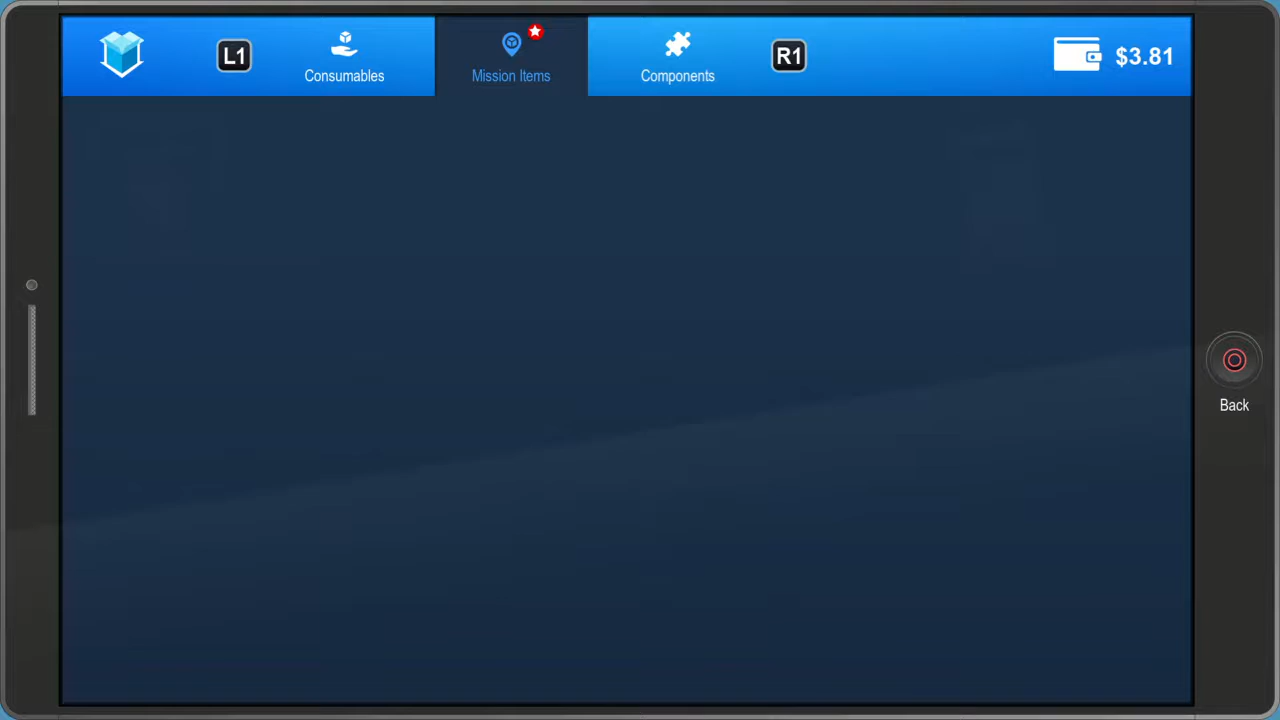 L1
Consumables
Mission Items
Components
R1
$3.81
Back